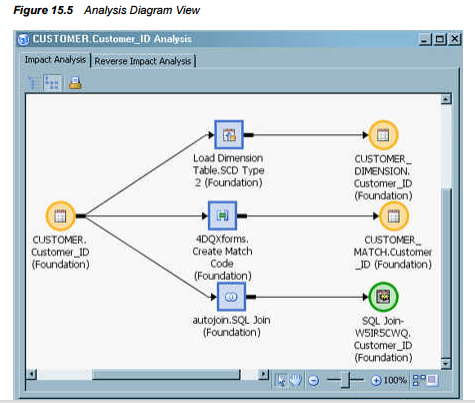 Figure 15.5 Analysis Diagram View
CUSTOMER.Customer_ID Analysis
Impact Analysis
Reverse Impact Analysis
Load Dimension
Table.SCD Type
2 (Foundation)
CUSTOMER_
DIMENSION.
Customer_ID
(Foundation)
CUSTOMER.
Customer_ID
(Foundation)
4DQXforms.
Create Match
Code
(Foundation)
CUSTOMER_
MATCH.Customer
_ID (Foundation)
autojoin.SQL Join
(Foundation)
SQL Join-
W5IR5CWQ.
Customer_ID
(Foundation)
100%